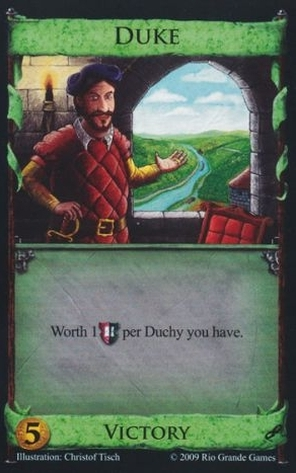 DUKE
Worth 1 per Duchy you have.
5 VICTORY
Illustration: Christof Tisch © 2009 Rio Grande Games